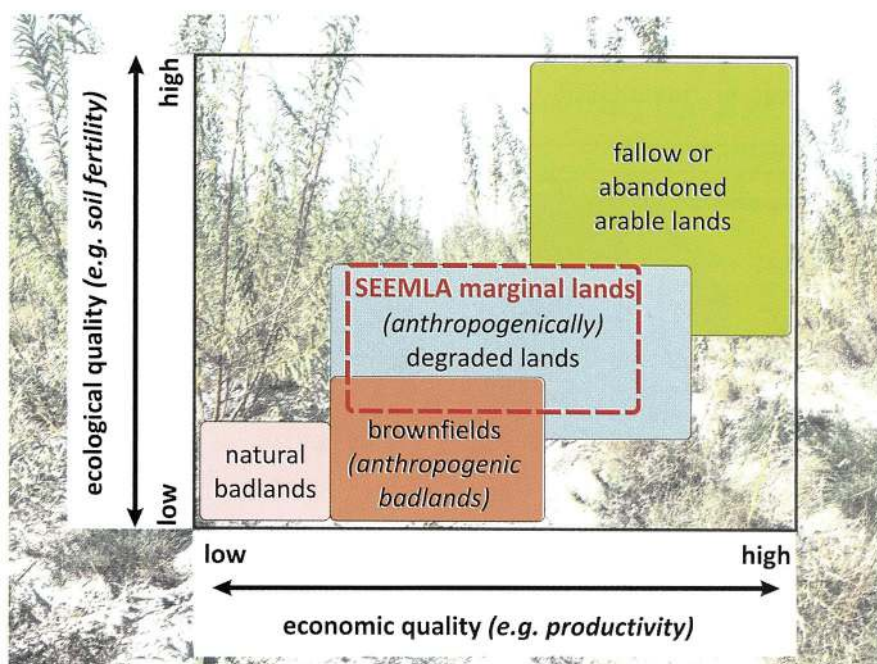 ecological quality (e.g. soil fertility)
high
low
fallow or
abandoned
arable lands
SEEMLA marginal lands
(anthropogenically)
degraded lands
brownfields
(anthropogenic
badlands)
natural
badlands
low
high
economic quality (e.g. productivity)